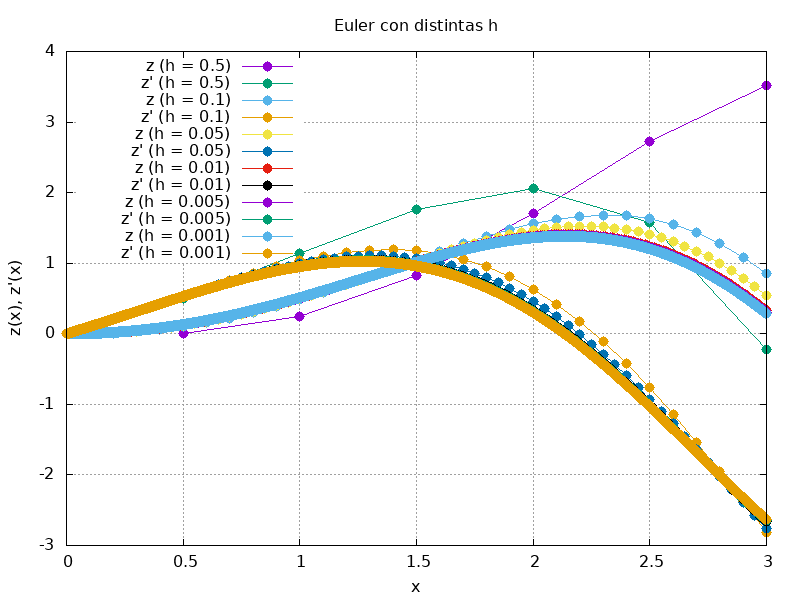 Euler con distintas h
4
3
2
1
0
-1
-2
-3
z(x), z'(x)
z (h = 0.5)
z' (h = 0.5)
z (h = 0.1)
z' (h = 0.1)
z (h = 0.05)
z' (h = 0.05)
z (h = 0.01)
z' (h = 0.01)
z (h = 0.005)
z' (h = 0.005)
z (h = 0.001)
z' (h = 0.001)
0 0.5 1 1.5 2 2.5 3
x